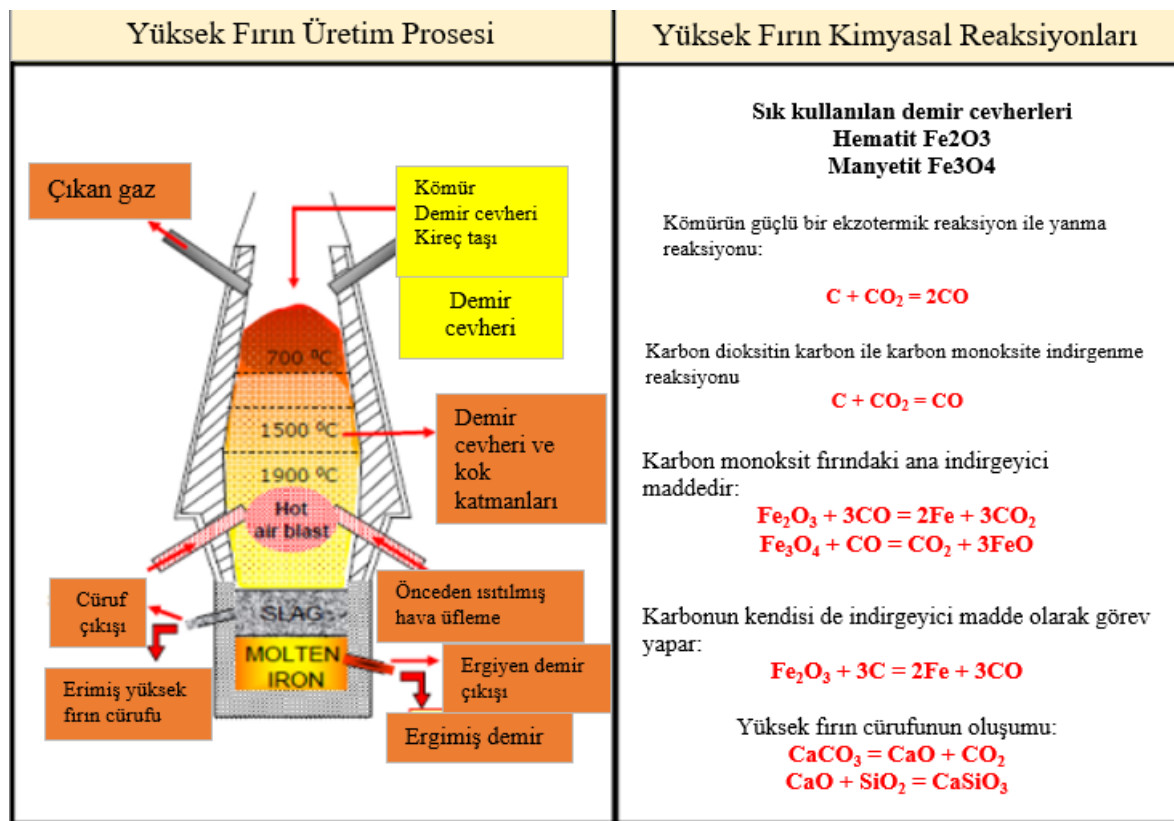 Yüksek Fırın Üretim Prosesi
Çıkan gaz
Kömür
Demir cevheri
Kireç taşı
Demir
cevheri
700 ⁰C
1500 ⁰C
1900 ⁰C
Demir
cevheri ve
kok
katmanları
Hot
air blast
Cüruf
çıkışı
SLAG
Önceden ısıtılmış
hava üfleme
MOLTEN
IRON
Ergiyen demir
çıkışı
Erimiş yüksek
fırın cürufu
Ergimiş demir
Yüksek Fırın Kimyasal Reaksiyonları
Sık kullanılan demir cevherleri
Hematit Fe2O3
Manyetit Fe3O4
Kömürün güçlü bir ekzotermik reaksiyon ile yanma
reaksiyonu:
C + CO₂ = 2CO
Karbon dioksitin karbon ile karbon monoksite indirgenme
reaksiyonu
C + CO₂ = CO
Karbon monoksit fırındaki ana indirgeyici
maddedir:
Fe₂O₃ + 3CO = 2Fe + 3CO₂
Fe₃O₄ + CO = CO₂ + 3FeO
Karbonun kendisi de indirgeyici madde olarak görev
yapar:
Fe₂O₃ + 3C = 2Fe + 3CO
Yüksek fırın cürufunun oluşumu:
CaCO₃ = CaO + CO₂
CaO + SiO₂ = CaSiO₃